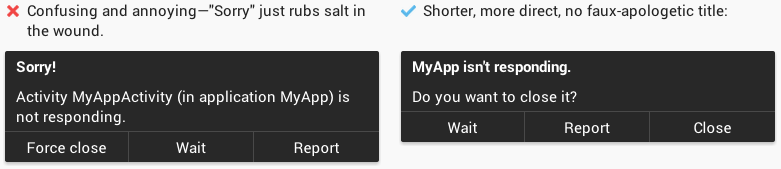 Confusing and annoying—"Sorry" just rubs salt in
the wound.
Sorry!
Activity MyAppActivity (in application MyApp) is
not responding.
Force close Wait Report
Shorter, more direct, no faux-apologetic title:
MyApp isn't responding.
Do you want to close it?
Wait Report Close